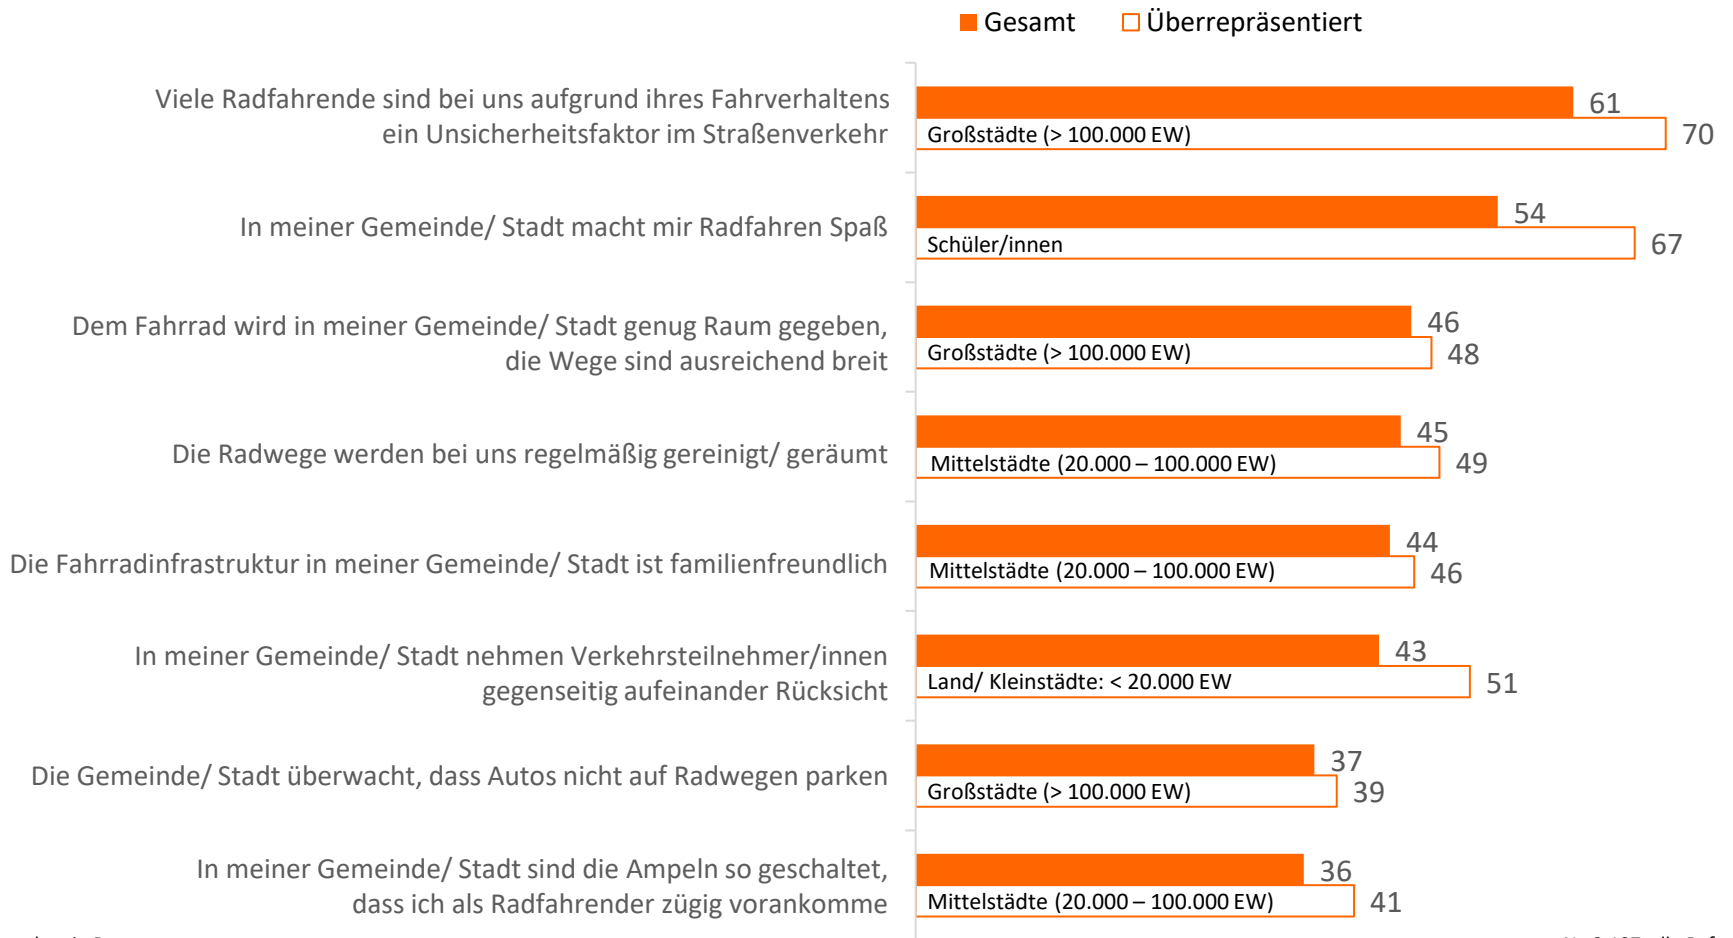 Gesamt Überrepräsentiert
Viele Radfahrende sind bei uns aufgrund ihres Fahrverhaltens
ein Unsicherheitsfaktor im Straßenverkehr
61
Großstädte (> 100.000 EW)
70
In meiner Gemeinde/ Stadt macht mir Radfahren Spaß
54
Schüler/innen
67
Dem Fahrrad wird in meiner Gemeinde/ Stadt genug Raum gegeben,
die Wege sind ausreichend breit
46
Großstädte (> 100.000 EW)
48
Die Radwege werden bei uns regelmäßig gereinigt/ geräumt
45
Mittelstädte (20.000 – 100.000 EW)
49
Die Fahrradinfrastruktur in meiner Gemeinde/ Stadt ist familienfreundlich
44
Mittelstädte (20.000 – 100.000 EW)
46
In meiner Gemeinde/ Stadt nehmen Verkehrsteilnehmer/innen
gegenseitig aufeinander Rücksicht
43
Land/ Kleinstädte: < 20.000 EW
51
Die Gemeinde/ Stadt überwacht, dass Autos nicht auf Radwegen parken
37
Großstädte (> 100.000 EW)
39
In meiner Gemeinde/ Stadt sind die Ampeln so geschaltet,
dass ich als Radfahrender zügig vorankomme
36
Mittelstädte (20.000 – 100.000 EW)
41